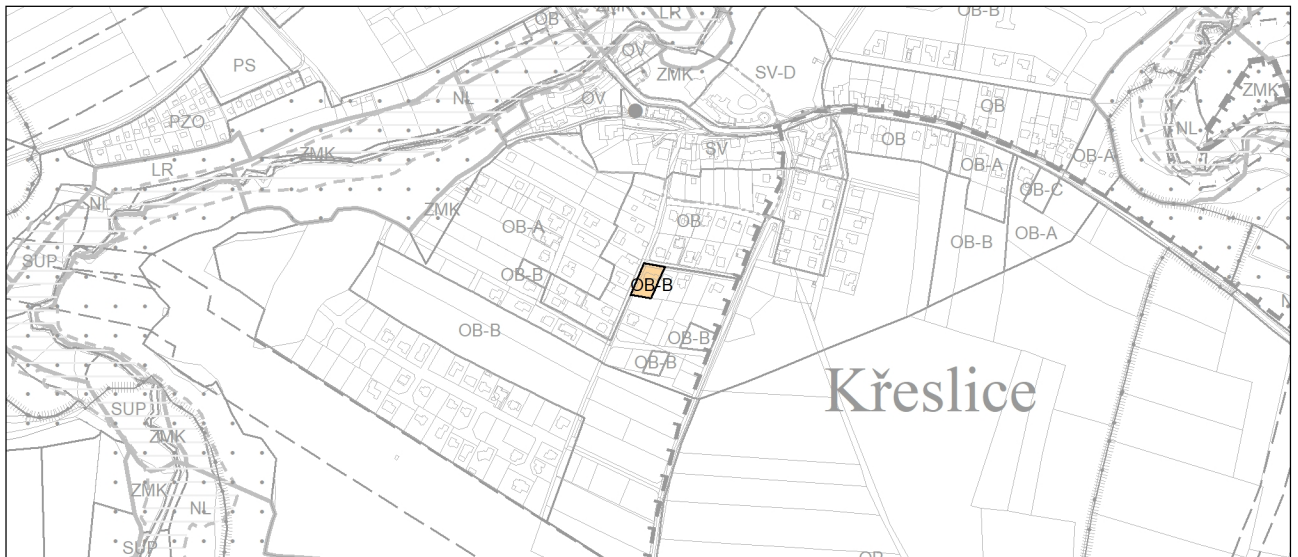 OB
LR
OB-B
OV
PS
ZMK
SV-D
ZMK
NL
OV
OB
PZO
NL
SV
OB
ZMK
LR
OB-A
OB-A
OB-C
NL
ZMK
OB-A
OB
OB-B
OB-A
SUP
OB-B
OB-B
OB-B
OB-B
OB-B
Křeslice
SUP
ZMK
ZMK
NL
SUP
OB